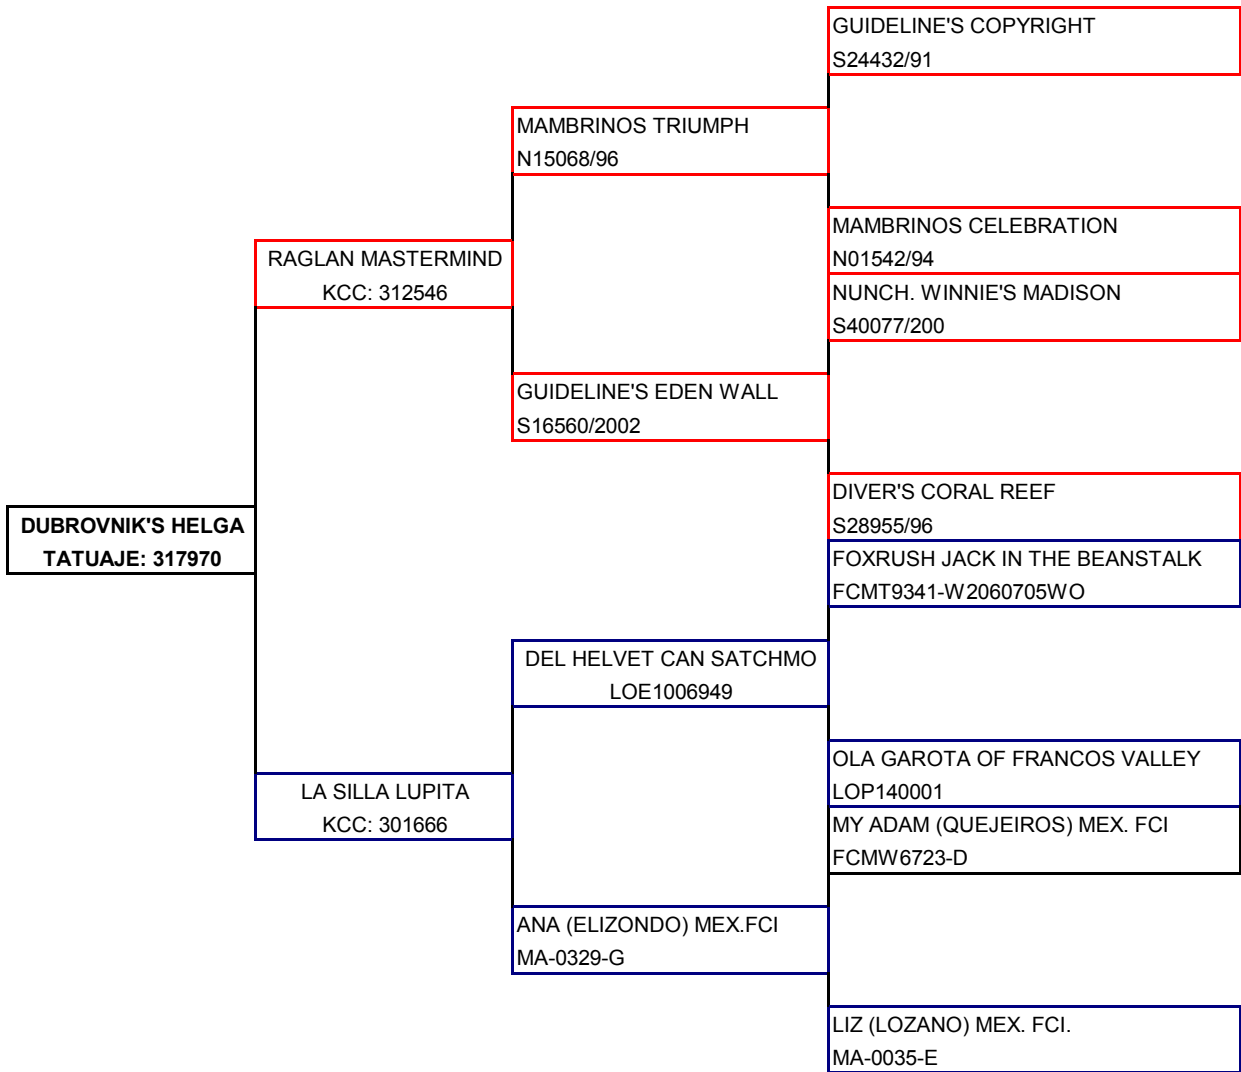 GUIDELINE'S COPYRIGHT
S24432/91
MAMBRINOS TRIUMPH
N15068/96
MAMBRINOS CELEBRATION
N01542/94
RAGLAN MASTERMIND
KCC: 312546
NUNCH. WINNIE'S MADISON
S40077/200
GUIDELINE'S EDEN WALL
S16560/2002
DIVER'S CORAL REEF
S28955/96
DUBROVNIK'S HELGA
TATUAJE: 317970
FOXRUSH JACK IN THE BEANSTALK
FCMT9341-W2060705WO
DEL HELVET CAN SATCHMO
LOE1006949
OLA GAROTA OF FRANCOS VALLEY
LOP140001
LA SILLA LUPITA
KCC: 301666
MY ADAM (QUEJEIROS) MEX. FCI
FCMW6723-D
ANA (ELIZONDO) MEX.FCI
MA-0329-G
LIZ (LOZANO) MEX. FCI.
MA-0035-E